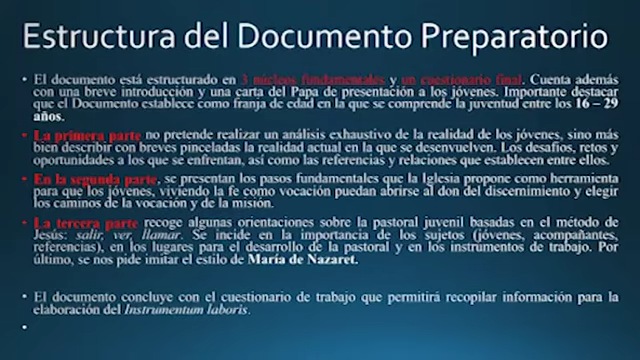 Estructura del Documento Preparatorio
• El documento está estructurado en 3 núcleos fundamentales y un cuestionario final. Cuenta además
con una breve introducción y una carta del Papa de presentación a los jóvenes. Importante destacar
que el Documento establece como franja de edad en la que se comprende la juventud entre los 16 – 29
años.
• La primera parte no pretende realizar un análisis exhaustivo de la realidad de los jóvenes, sino más
bien describir con breves pinceladas la realidad actual en la que se desenvuelven. Los desafíos, retos y
oportunidades a los que se enfrentan, así como las referencias y relaciones que establecen entre ellos.
• En la segunda parte, se presentan los pasos fundamentales que la Iglesia propone como herramienta
para que los jóvenes, viviendo la fe como vocación puedan abrirse al don del discernimiento y elegir
los caminos de la vocación y de la misión.
• La tercera parte recoge algunas orientaciones sobre la pastoral juvenil basadas en el método de
Jesús: salir, ver, llamar. Se incide en la importancia de los sujetos (jóvenes, acompañantes,
referencias), en los lugares para el desarrollo de la pastoral y en los instrumentos de trabajo. Por
último, se nos pide imitar el estilo de María de Nazaret.
• El documento concluye con el cuestionario de trabajo que permitirá recopilar información para la
elaboración del Instrumentum laboris.
•